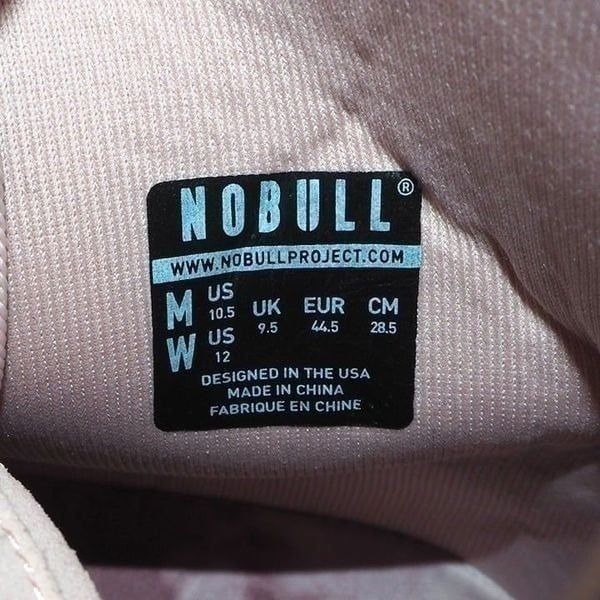 NOBULL®
WWW.NOBULLPROJECT.COM
M US 10.5 UK 9.5 EUR 44.5 CM 28.5
W US 12
DESIGNED IN THE USA
MADE IN CHINA
FABRIQUE EN CHINE